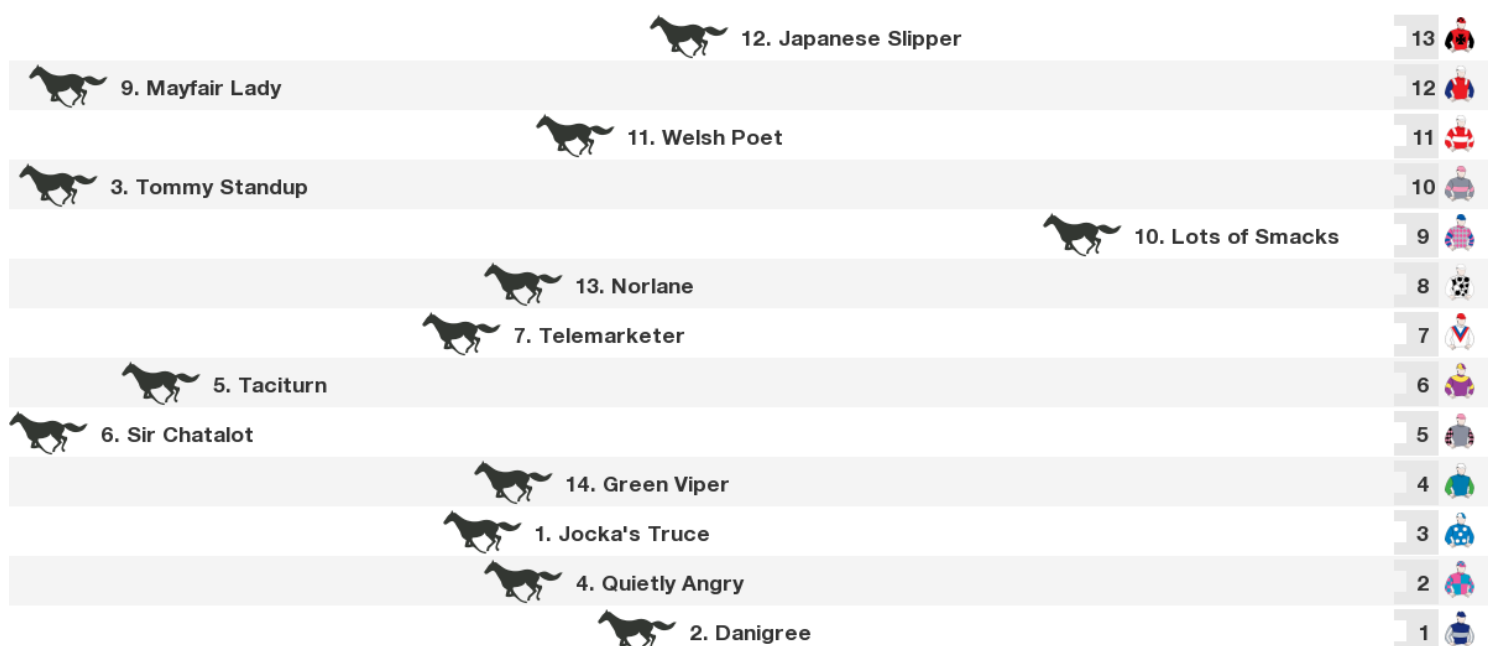 12. Japanese Slipper 13
9. Mayfair Lady 12
11. Welsh Poet 11
3. Tommy Standup 10
10. Lots of Smacks 9
13. Norlane 8
7. Telemarketer 7
5. Taciturn 6
6. Sir Chatalot 5
14. Green Viper 4
1. Jocka's Truce 3
4. Quietly Angry 2
2. Danigree 1